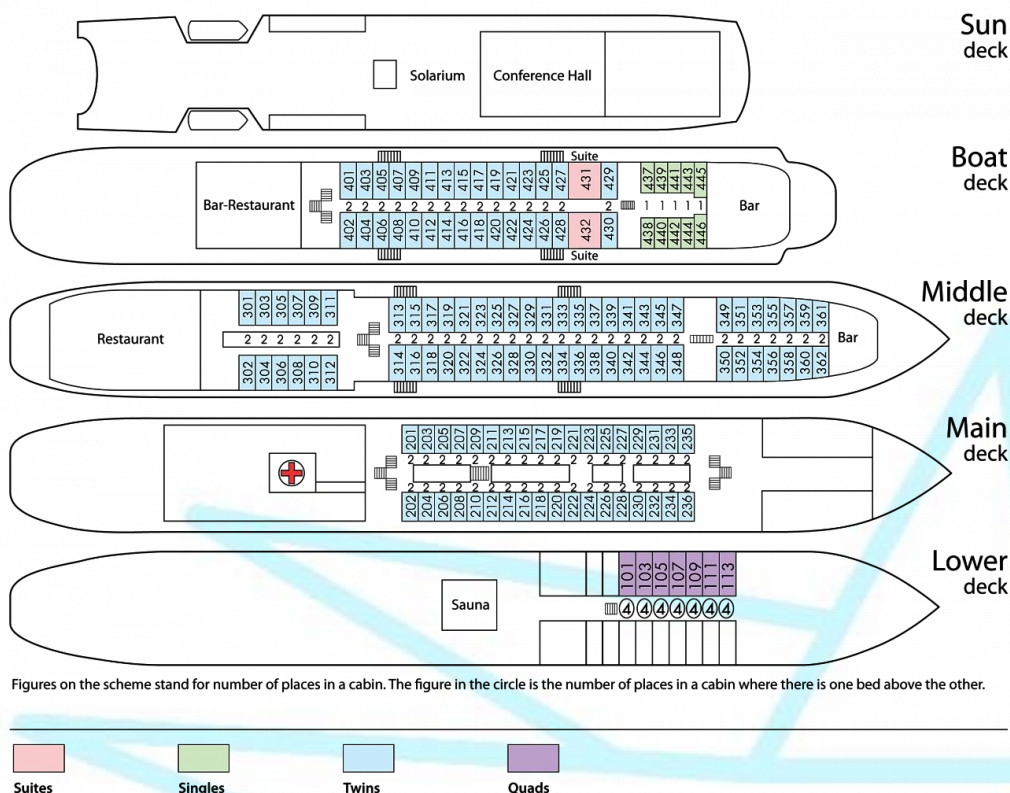 Sun
deck
Solarium
Conference Hall
Boat
deck
Suite
401 403 405 407 409 411 413 415 417 419 421 423 425 427 431 429 437 439 441 443 445
Bar-Restaurant
2 2 2 2 2 2 2 2 2 2 2 2 2 2 2 1 1 1 1 1
Bar
402 404 406 408 410 412 414 416 418 420 422 424 426 428 432 430 438 440 442 444 446
Suite
Middle
deck
301 303 305 307 309 311 313 315 317 319 321 323 325 327 329 331 333 335 337 339 341 343 345 347 349 351 353 355 357 359 361
Restaurant
2 2 2 2 2 2 2 2 2 2 2 2 2 2 2 2 2 2 2 2 2 2 2 2 2 2 2 2 2 2 2
Bar
302 304 306 308 310 312 314 316 318 320 322 324 326 328 330 332 334 336 338 340 342 344 346 348 350 352 354 356 358 360 362
Main
deck
201 203 205 207 209 211 213 215 217 219 221 223 225 227 229 231 233 235
2 2 2 2 2 2 2 2 2 2 2 2 2 2 2 2 2 2
2 2 2 2 2 2 2 2 2 2 2 2 2 2 2 2 2 2
202 204 206 208 210 212 214 216 218 220 222 224 226 228 230 232 234 236
Lower
deck
101 103 105 107 109 111 113
Sauna
4 4 4 4 4 4 4
Figures on the scheme stand for number of places in a cabin. The figure in the circle is the number of places in a cabin where there is one bed above the other.
Suites
Singles
Twins
Quads